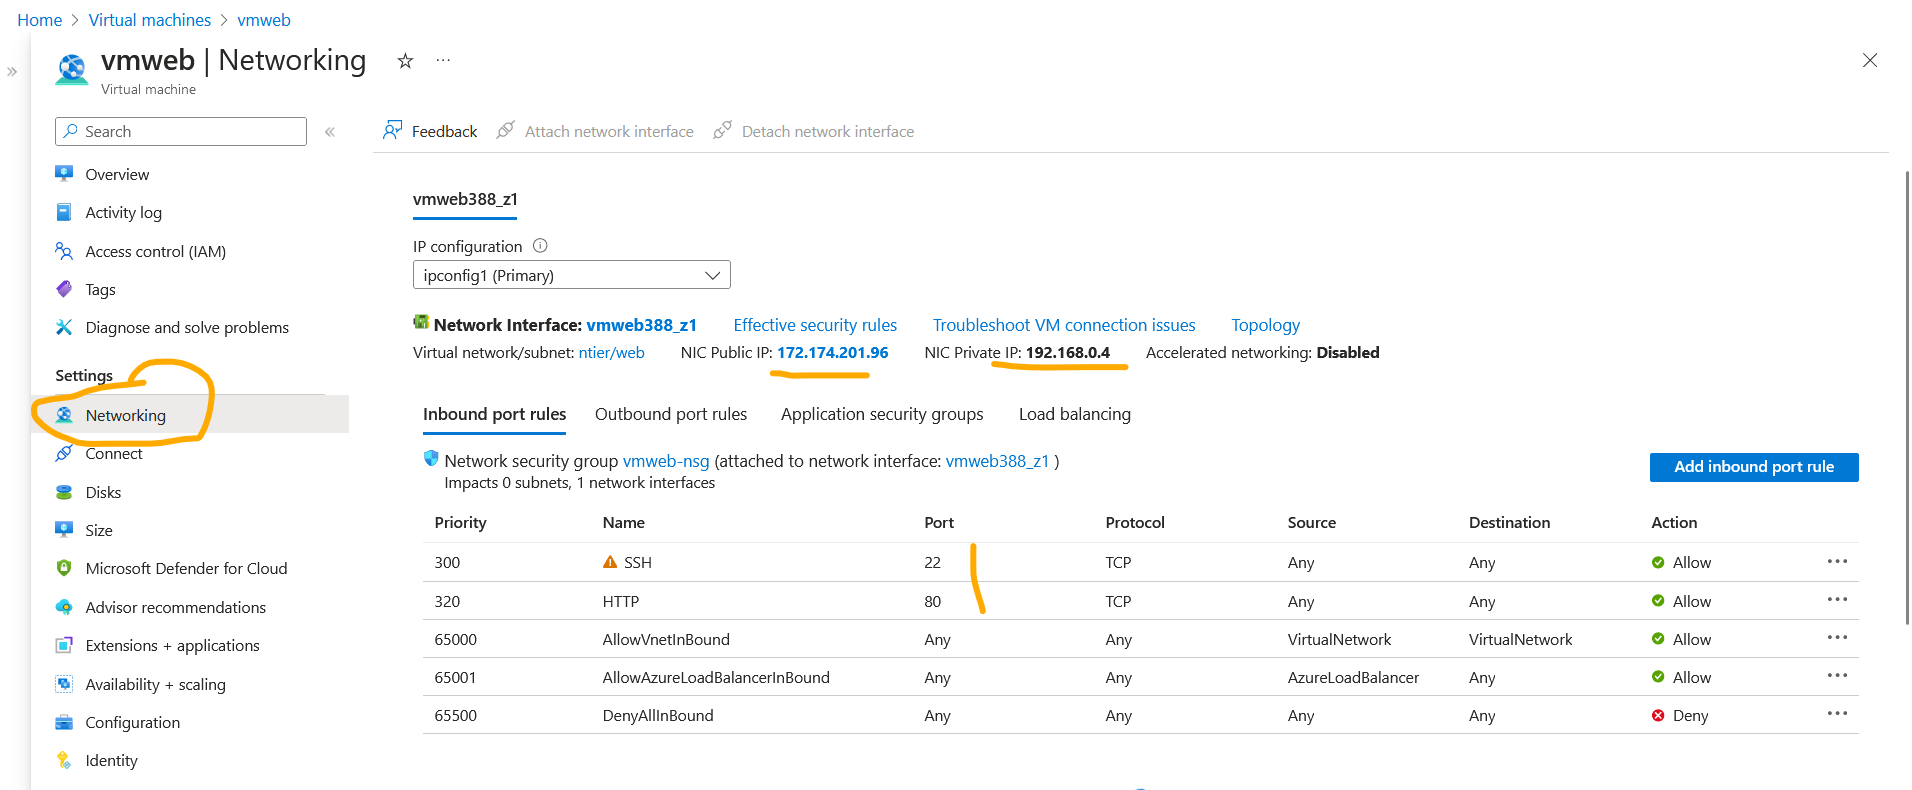 Home > Virtual machines > vmweb
vmweb | Networking
Virtual machine
Search
Overview
Activity log
Access control (IAM)
Tags
Diagnose and solve problems
Settings
Networking
Connect
Disks
Size
Microsoft Defender for Cloud
Advisor recommendations
Extensions + applications
Availability + scaling
Configuration
Identity
Feedback Attach network interface Detach network interface
vmweb388_z1
IP configuration
ipconfig1 (Primary)
Network Interface: vmweb388_z1 Effective security rules Troubleshoot VM connection issues Topology
Virtual network/subnet: ntier/web NIC Public IP: 172.174.201.96 NIC Private IP: 192.168.0.4 Accelerated networking: Disabled
Inbound port rules Outbound port rules Application security groups Load balancing
Network security group vmweb-nsg (attached to network interface: vmweb388_z1 )
Impacts 0 subnets, 1 network interfaces
Add inbound port rule
Priority Name Port Protocol Source Destination Action
300 SSH 22 TCP Any Any Allow
320 HTTP 80 TCP Any Any Allow
65000 AllowVnetInBound Any Any VirtualNetwork VirtualNetwork Allow
65001 AllowAzureLoadBalancerInBound Any Any AzureLoadBalancer Any Allow
65500 DenyAllInBound Any Any Any Any Deny